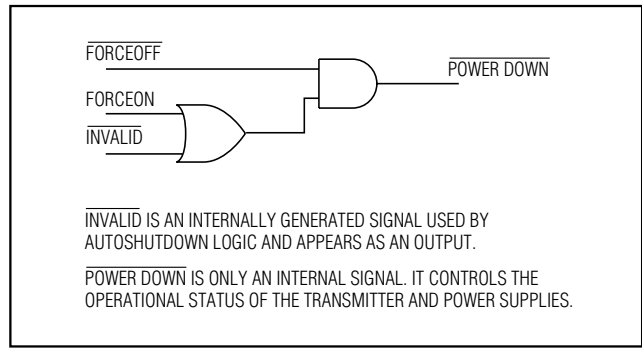 FORCEOFF
POWER DOWN
FORCEON
INVALID
INVALID IS AN INTERNALLY GENERATED SIGNAL USED BY
AUTOSHUTDOWN LOGIC AND APPEARS AS AN OUTPUT.
POWER DOWN IS ONLY AN INTERNAL SIGNAL. IT CONTROLS THE
OPERATIONAL STATUS OF THE TRANSMITTER AND POWER SUPPLIES.